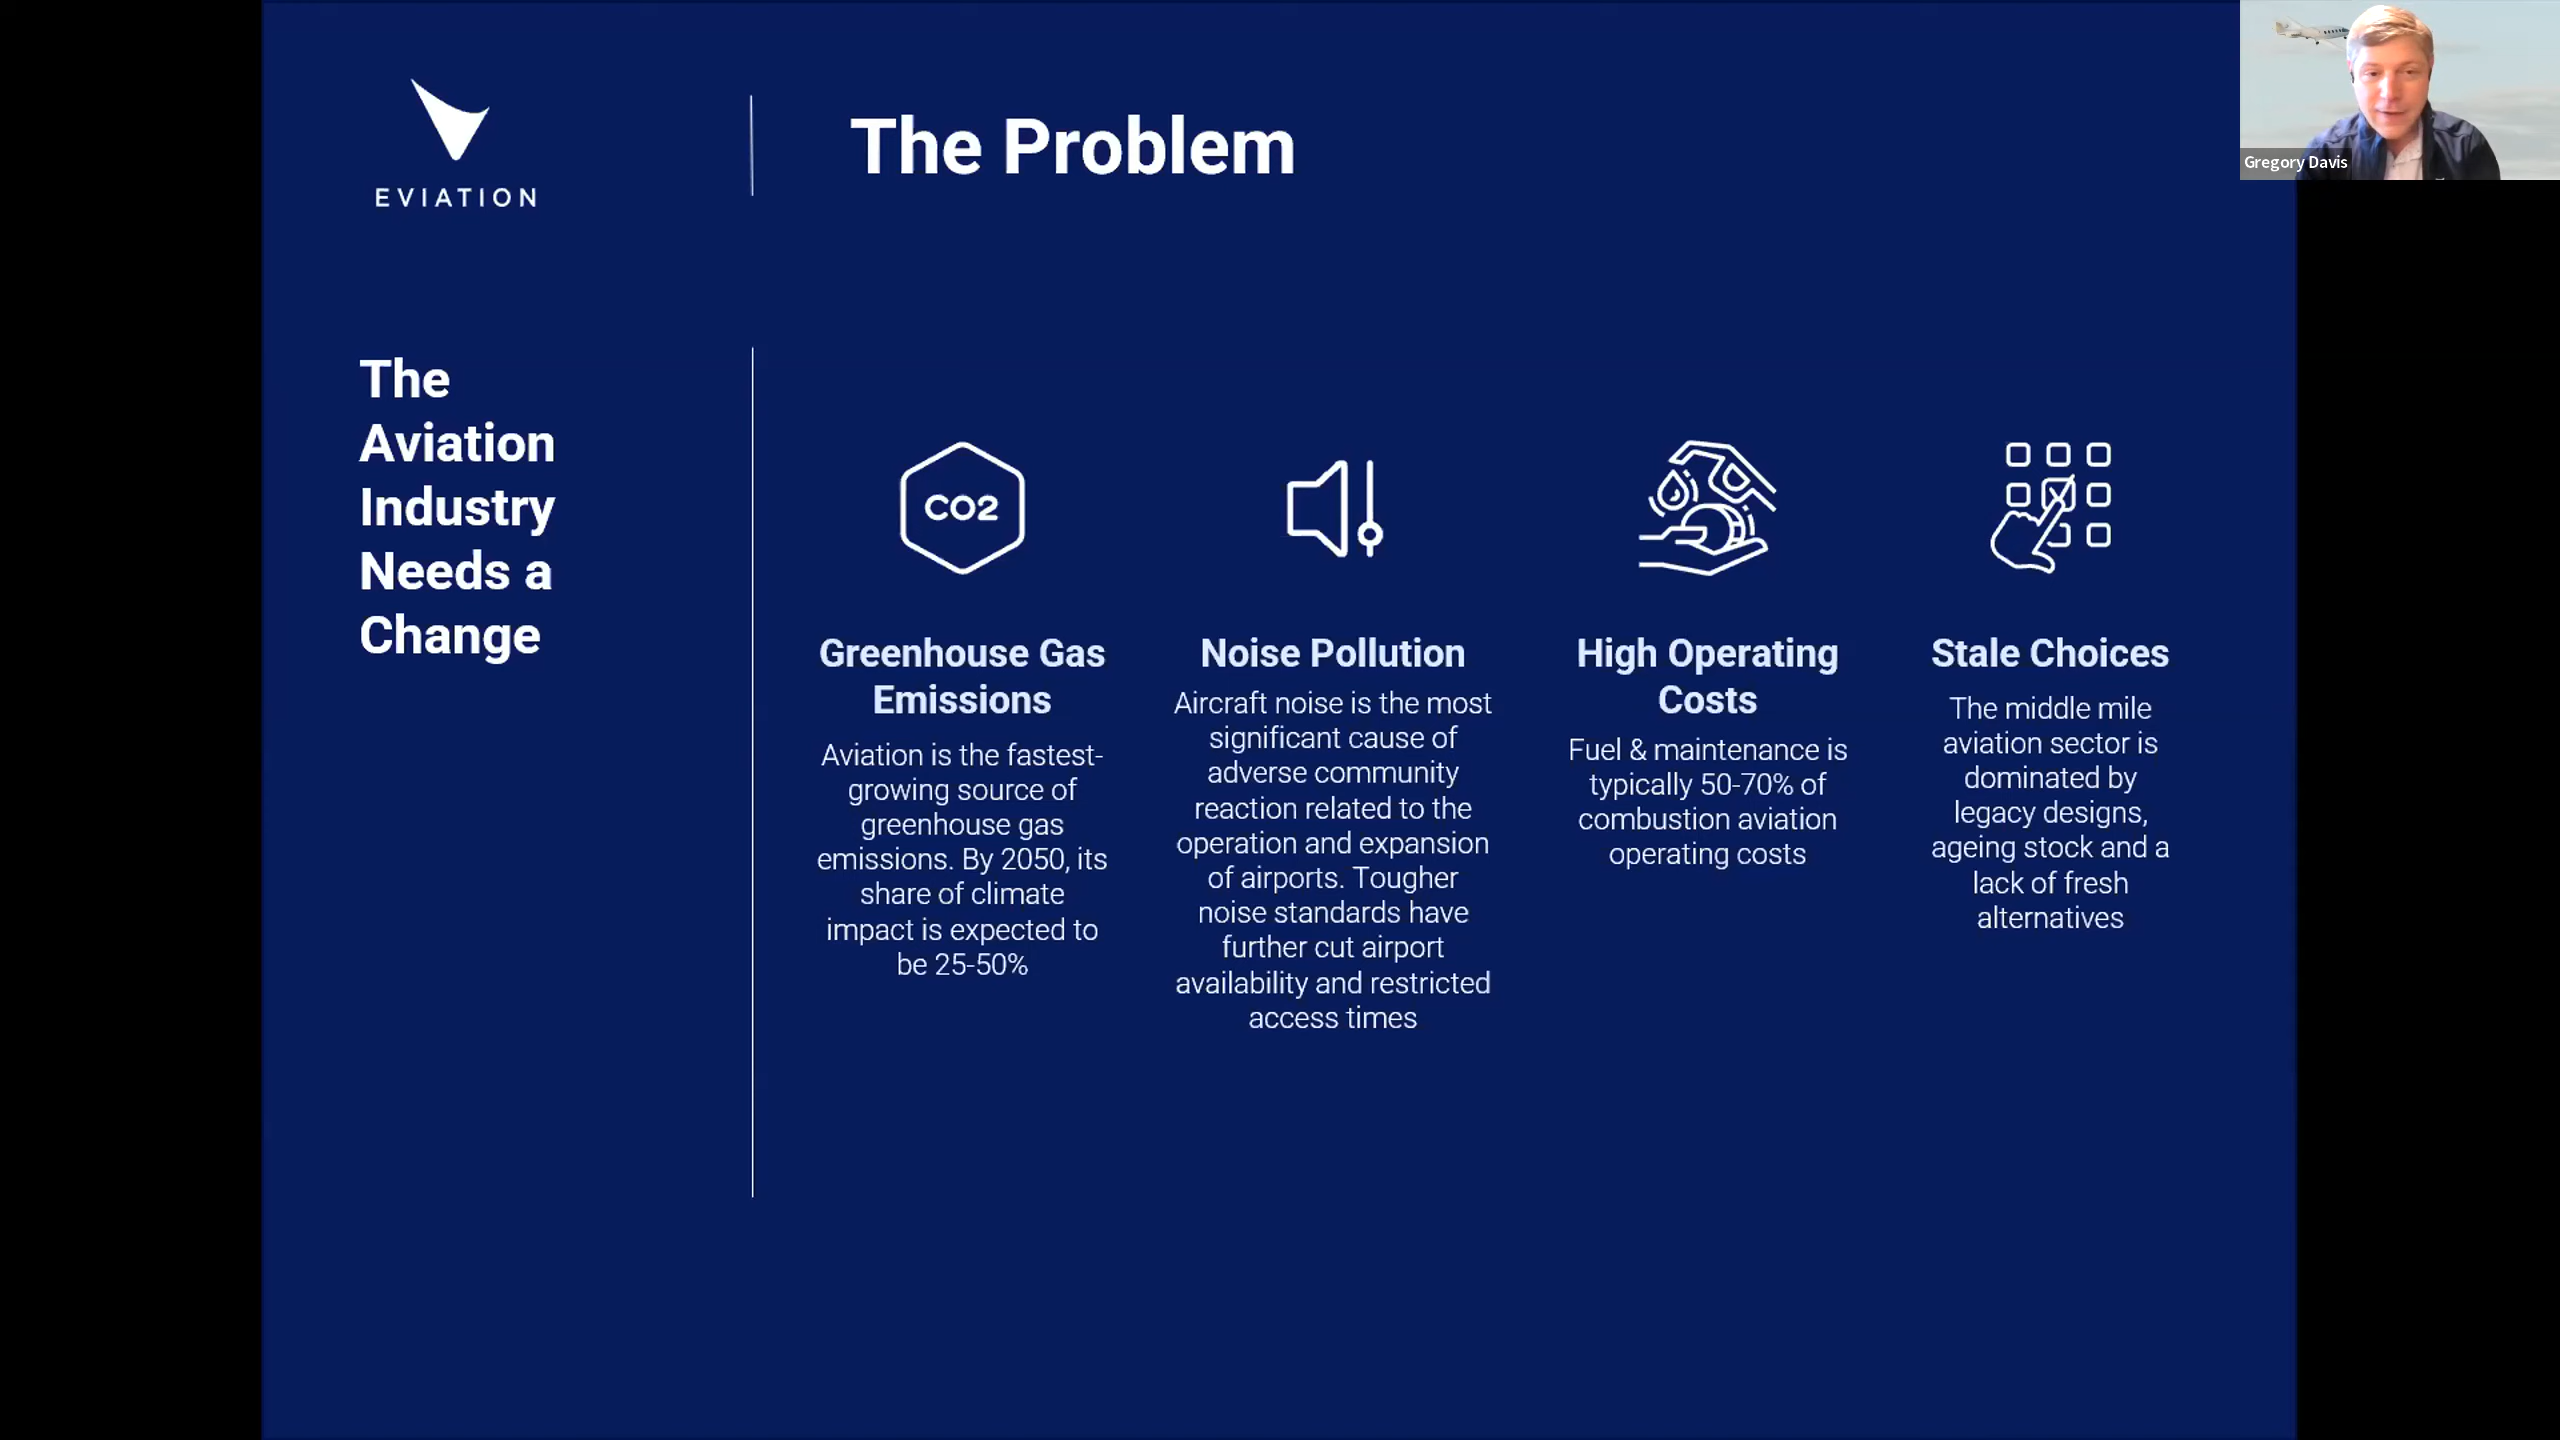 EVIATION
The Problem
Gregory Davis
The
Aviation
Industry
Needs a
Change
CO2
Greenhouse Gas
Emissions
Aviation is the fastest-
growing source of
greenhouse gas
emissions. By 2050, its
share of climate
impact is expected to
be 25-50%
Noise Pollution
Aircraft noise is the most
significant cause of
adverse community
reaction related to the
operation and expansion
of airports. Tougher
noise standards have
further cut airport
availability and restricted
access times
High Operating
Costs
Fuel & maintenance is
typically 50-70% of
combustion aviation
operating costs
Stale Choices
The middle mile
aviation sector is
dominated by
legacy designs,
ageing stock and a
lack of fresh
alternatives